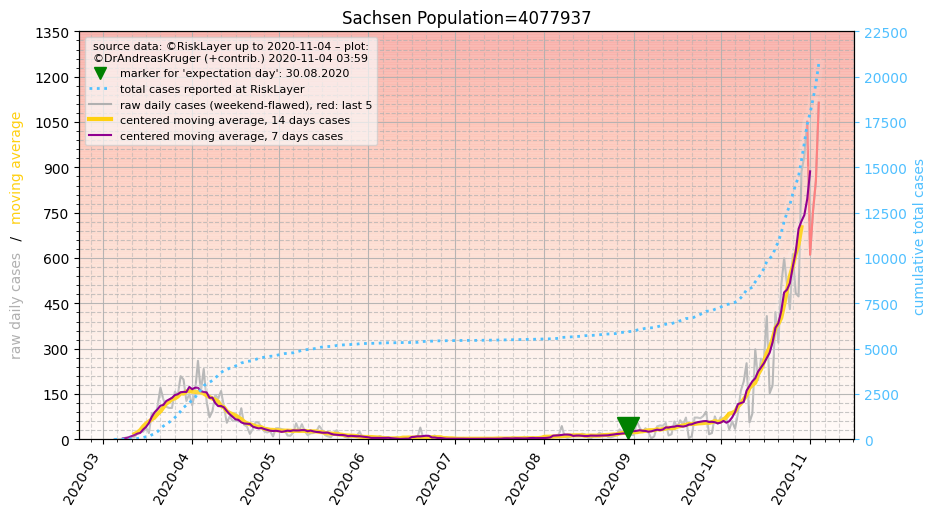 Sachsen Population=4077937
source data: ©RiskLayer up to 2020-11-04 – plot:
©DrAndreasKruger (+contrib.) 2020-11-04 03:59
marker for 'expectation day': 30.08.2020
total cases reported at RiskLayer
raw daily cases (weekend-flawed), red: last 5
centered moving average, 14 days cases
centered moving average, 7 days cases
raw daily cases / moving average
1350
1200
1050
900
750
600
450
300
150
0
22500
20000
17500
15000
12500
10000
7500
5000
2500
0
cumulative total cases
2020-03
2020-04
2020-05
2020-06
2020-07
2020-08
2020-09
2020-10
2020-11